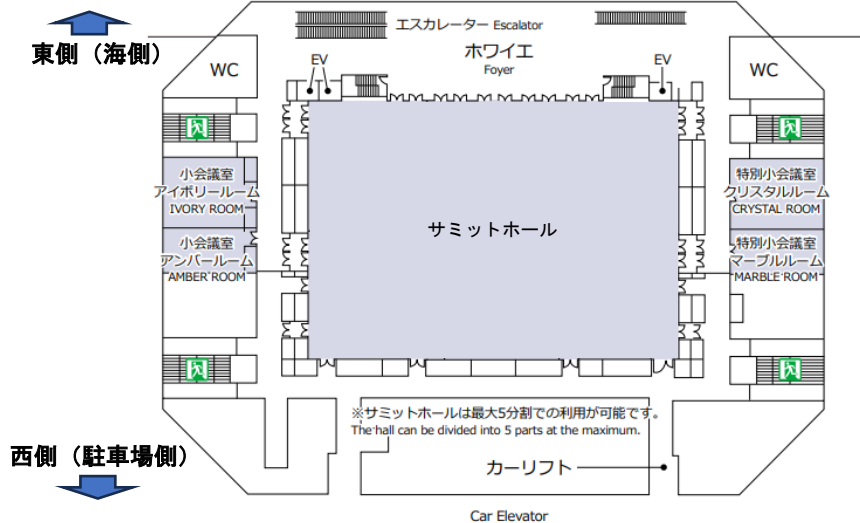 東側（海側）
エスカレーター Escalator
ホワイエ
Foyer
WC
EV
EV
WC
小会議室
アイボリールーム
IVORY ROOM
特別小会議室
クリスタルルーム
CRYSTAL ROOM
サミットホール
小会議室
アンバールーム
AMBER ROOM
特別小会議室
マーブルルーム
MARBLE ROOM
※サミットホールは最大5分割での利用が可能です。
The hall can be divided into 5 parts at the maximum.
西側（駐車場側）
カーリフト
Car Elevator